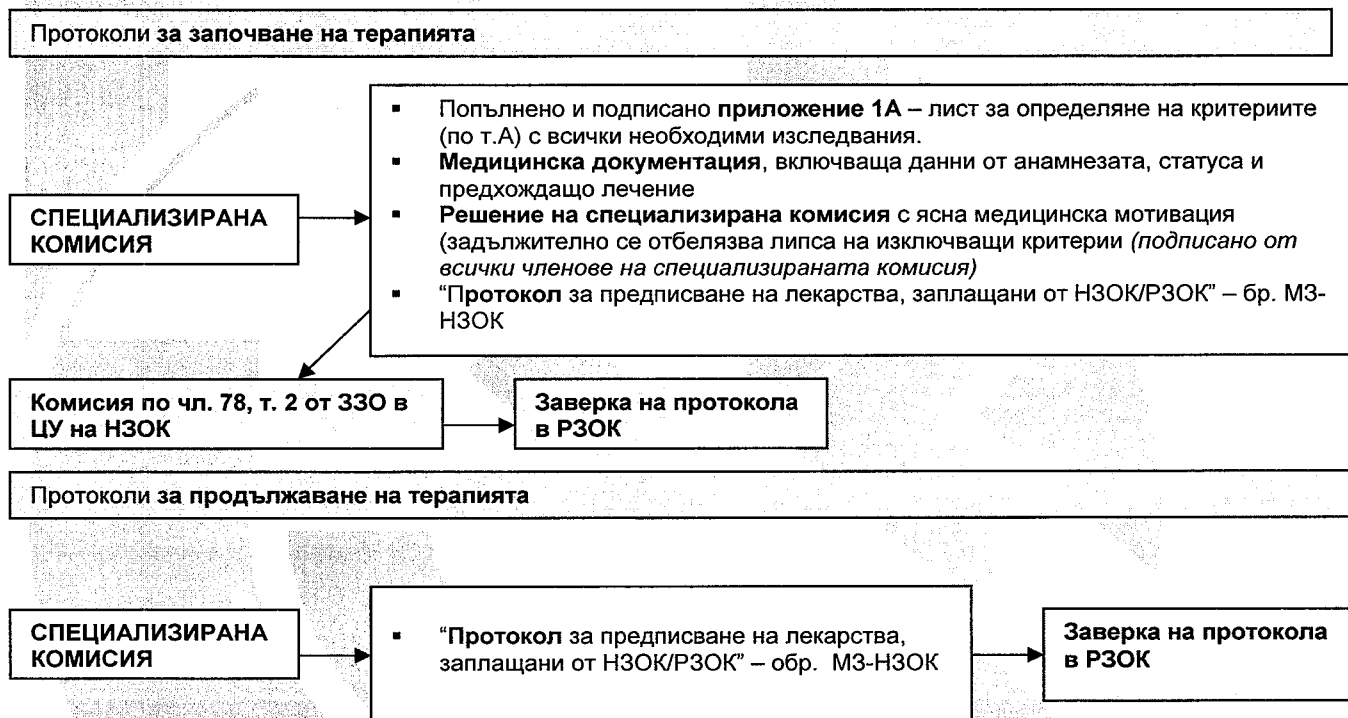 Протоколи за започване на терапията
СПЕЦИАЛИЗИРАНА
КОМИСИЯ
▪ Попълнено и подписано приложение 1А – лист за определяне на критериите
(по т.А) с всички необходими изследвания.
▪ Медицинска документация, включваща данни от анамнезата, статуса и
предхождащо лечение
▪ Решение на специализирана комисия с ясна медицинска мотивация
(задължително се отбелязва липса на изключващи критерии (подписано от
всички членове на специализираната комисия)
▪ “Протокол за предписване на лекарства, заплащани от НЗОК/РЗОК” – бр. МЗ-
НЗОК
Комисия по чл. 78, т. 2 от ЗЗО в
ЦУ на НЗОК
Заверка на протокола
в РЗОК
Протоколи за продължаване на терапията
СПЕЦИАЛИЗИРАНА
КОМИСИЯ
▪ “Протокол за предписване на лекарства,
заплащани от НЗОК/РЗОК” – обр. МЗ-НЗОК
Заверка на протокола
в РЗОК